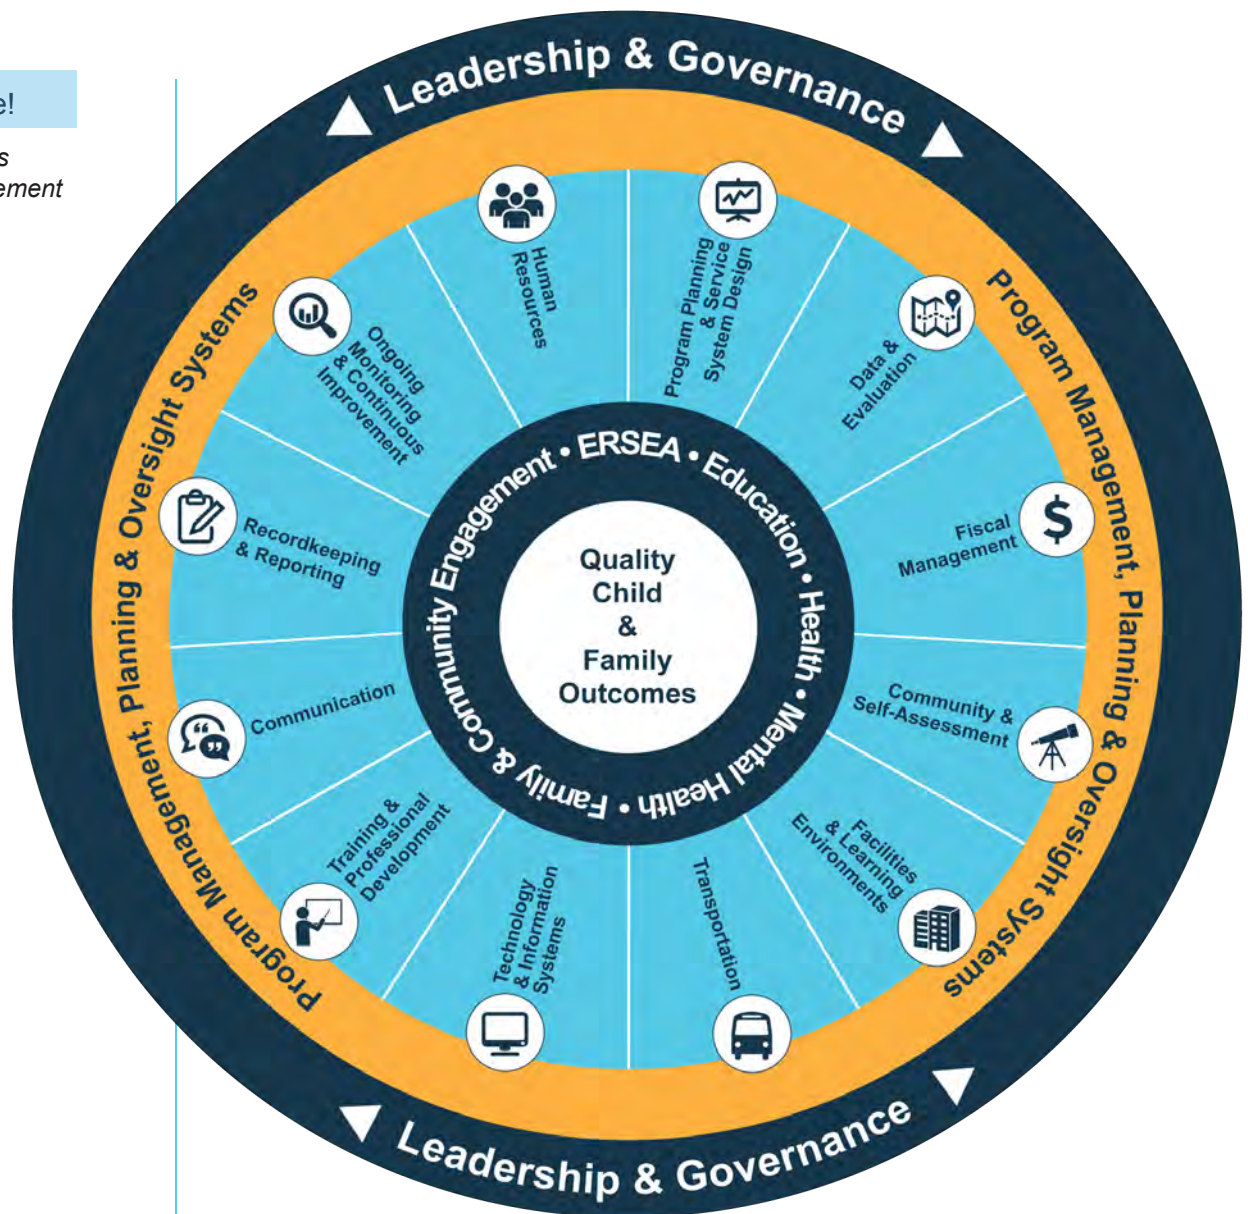 e!
s
ement
Leadership & Governance
Program Management, Planning & Oversight Systems
Program Management, Planning & Oversight Systems
Human
Resources
Program Planning
& Service
System Design
Data &
Evaluation
$
Fiscal
Management
Community &
Self-Assessment
Facilities
& Learning
Environments
Transportation
Technology
& Information
Systems
Training &
Professional
Development
Communication
Recordkeeping
& Reporting
Ongoing
Monitoring
& Continuous
Improvement
Family & Community Engagement • ERSEA • Education • Health • Mental Health •
Quality
Child
&
Family
Outcomes
Leadership & Governance